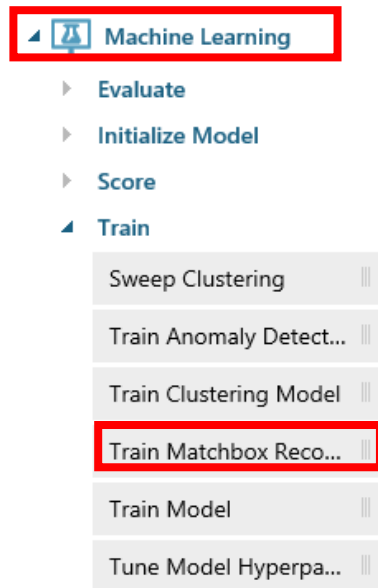 Machine Learning
Evaluate
Initialize Model
Score
Train
Sweep Clustering
Train Anomaly Detect...
Train Clustering Model
Train Matchbox Reco...
Train Model
Tune Model Hyperpa...